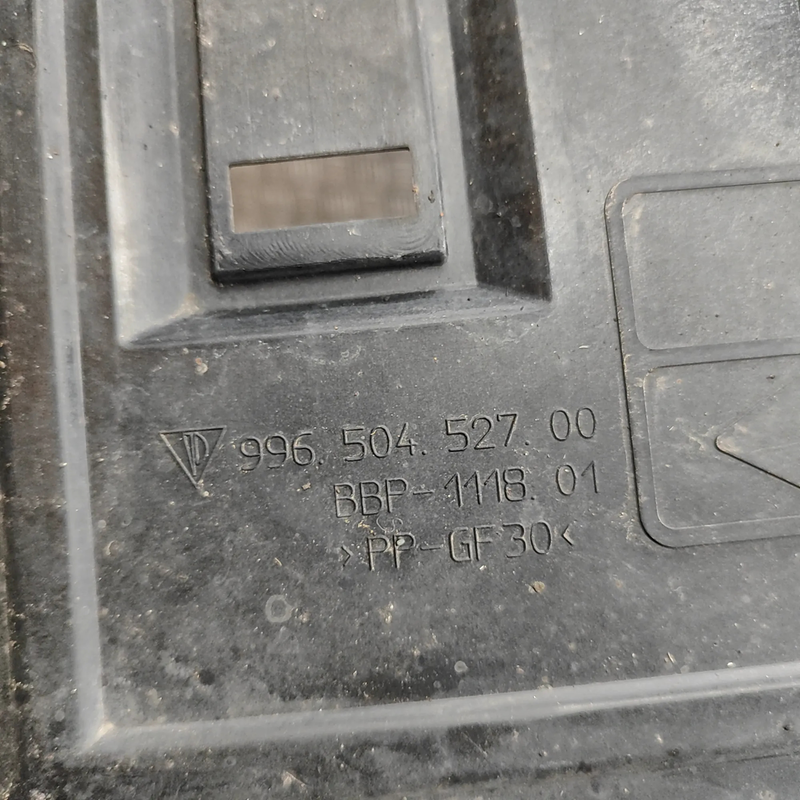 996. 504. 527. 00
BBP-1118. 01
>PP-GF30<